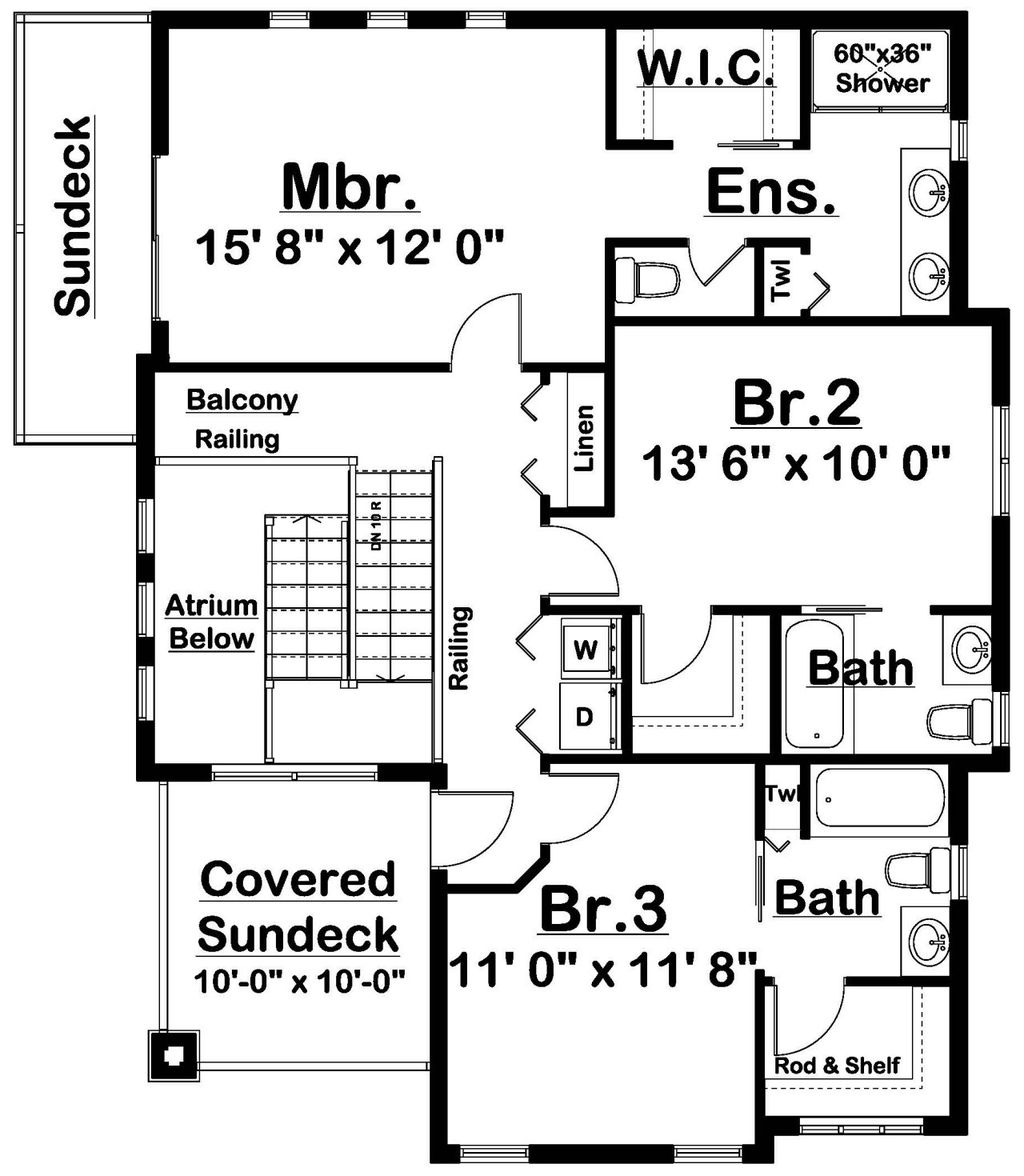 W.I.C.
60"x36"
Shower
Sundeck
Mbr.
15' 8" x 12' 0"
Ens.
Twl
Balcony
Railing
Linen
Br.2
13' 6" x 10' 0"
DN 10 R
Atrium
Below
Railing
W
D
Bath
Twl
Covered
Sundeck
10'-0" x 10'-0"
Br.3
11' 0" x 11' 8"
Bath
Rod & Shelf